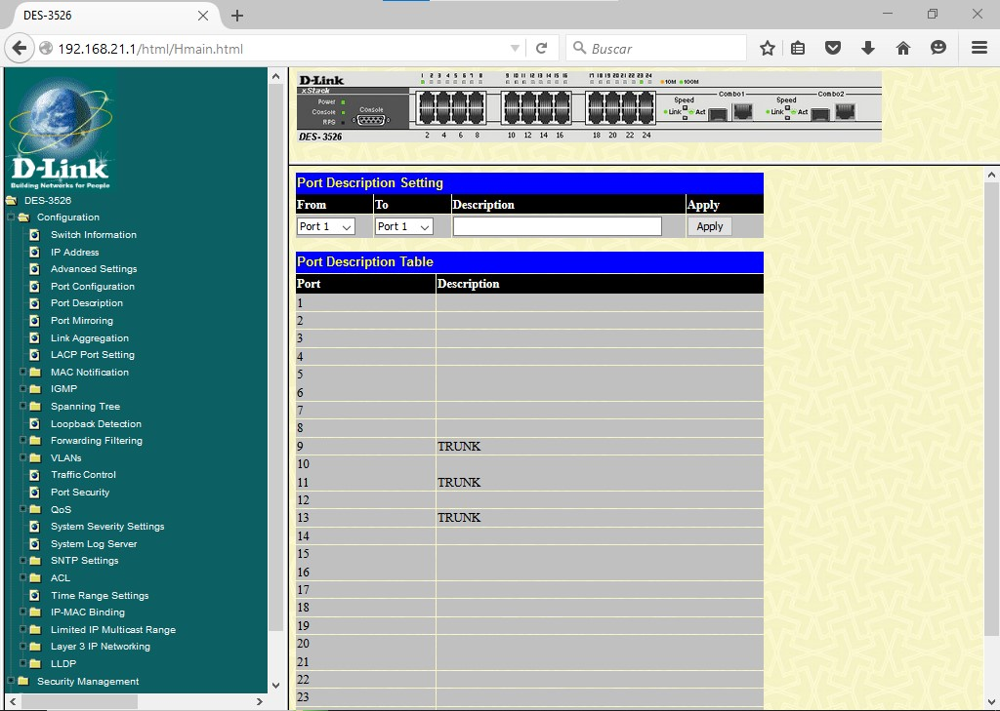 DES-3526
192.168.21.1/html/Hmain.html
Buscar
D-Link
Building Networks for People
DES-3526
Configuration
Switch Information
IP Address
Advanced Settings
Port Configuration
Port Description
Port Mirroring
Link Aggregation
LACP Port Setting
MAC Notification
IGMP
Spanning Tree
Loopback Detection
Forwarding Filtering
VLANs
Traffic Control
Port Security
QoS
System Severity Settings
System Log Server
SNTP Settings
ACL
Time Range Settings
IP-MAC Binding
Limited IP Multicast Range
Layer 3 IP Networking
LLDP
Security Management
D-Link
xStack
Power
Console
RPS
Console
DES-3526
1 2 3 4 5 6 7 8 9 10 11 12 13 14 15 16 17 18 19 20 21 22 23 24 10M 100M
2 4 6 8 10 12 14 16 18 20 22 24
Combo1 Combo2
Speed Speed
Link Act Link Act
Port Description Setting
From To Description Apply
Port 1 Port 1 Apply
Port Description Table
Port Description
1
2
3
4
5
6
7
8
9 TRUNK
10
11 TRUNK
12
13 TRUNK
14
15
16
17
18
19
20
21
22
23